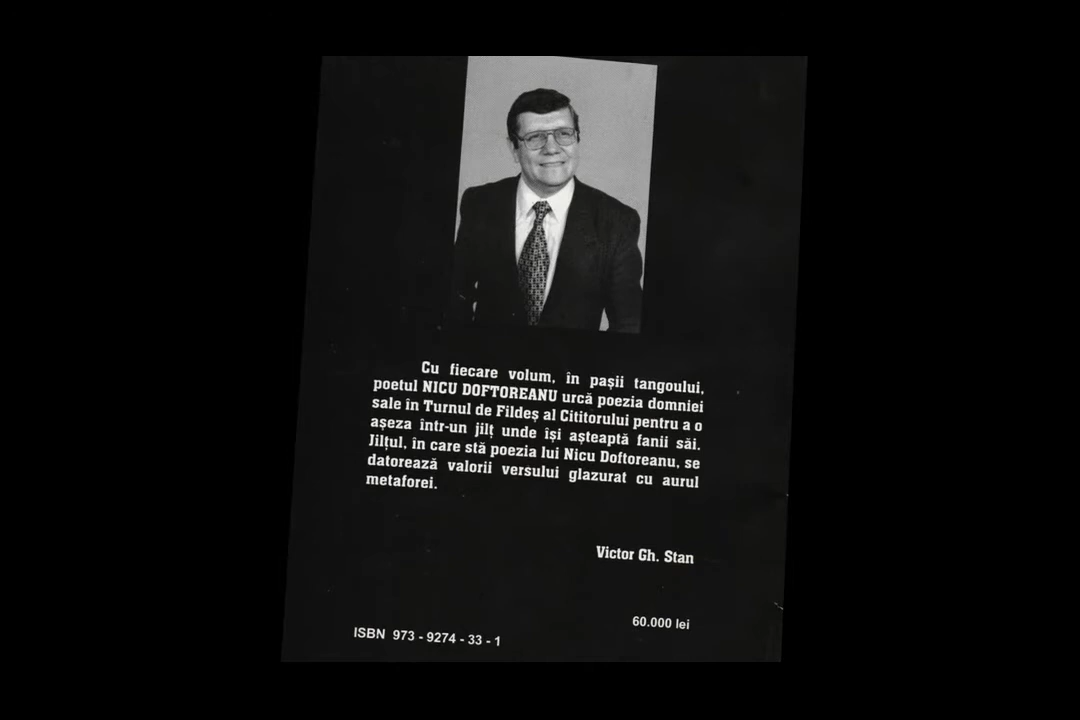 Cu fiecare volum, în pașii tangoului,
poetul NICU DOFTOREANU urcă poezia domniei
sale în Turnul de Fildeș al Cititorului pentru a o
așeza într-un jilț unde își așteaptă fanii săi.
Jilțul, în care stă poezia lui Nicu Doftoreanu, se
datorează valorii versului glazurat cu aurul
metaforei.
Victor Gh. Stan
60.000 lei
ISBN 973 - 9274 - 33 - 1